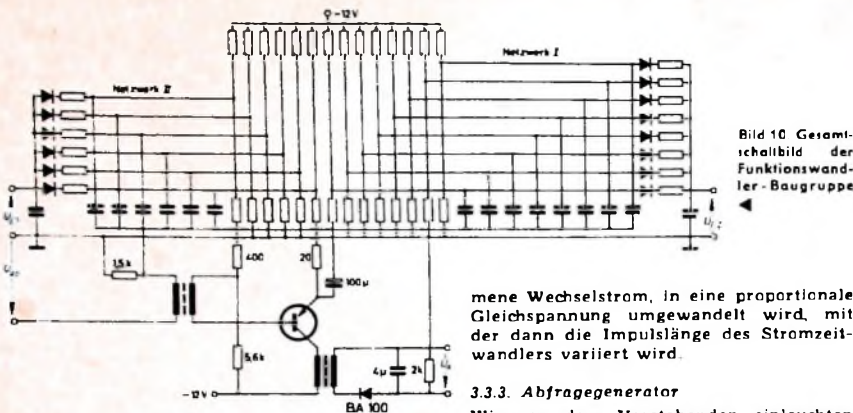 -12V
Netzwerk I
Netzwerk II
Bild 10 Gesamt-
schaltbild der
Funktionswand-
ler-Baugruppe
1,5k
400
20
100µ
5,6k
-12V
4µ
2k
BA 100
mene Wechselstrom, in eine proportionale
Gleichspannung umgewandelt wird, mit
der dann die Impulslänge des Stromzeit-
wandlers variiert wird.
3.3.3. Abfragegenerator